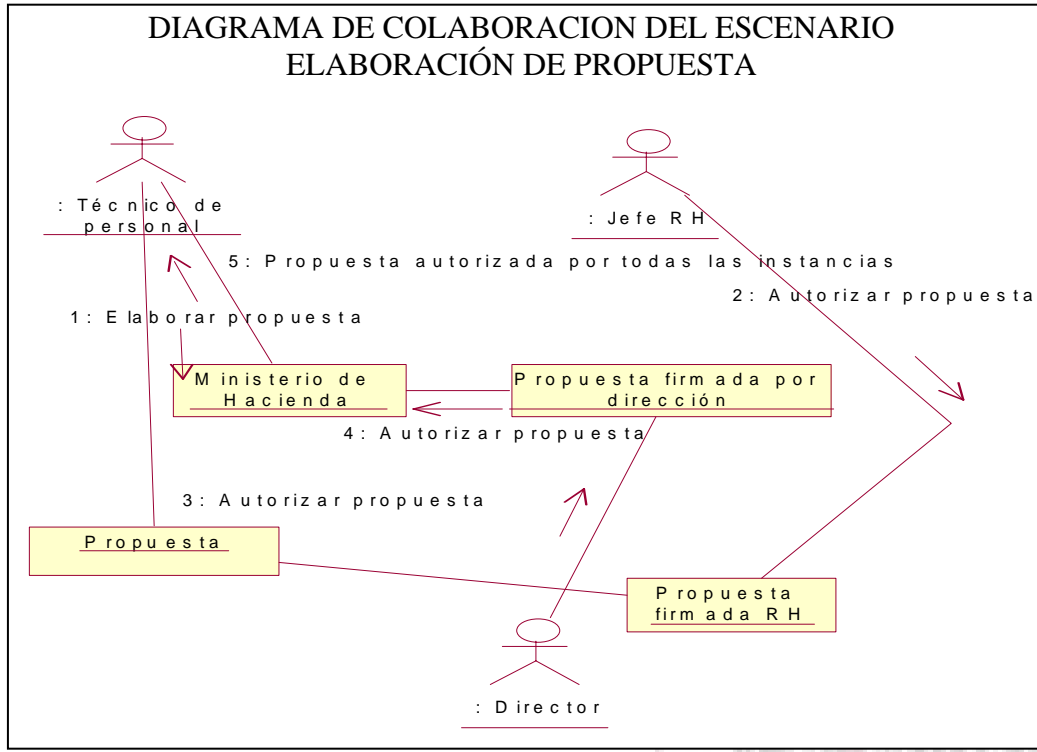 DIAGRAMA DE COLABORACION DEL ESCENARIO
ELABORACIÓN DE PROPUESTA
: Técnico de
personal
: Jefe RH
5: Propuesta autorizada por todas las instancias
2: Autorizar propuesta
1: Elaborar propuesta
Ministerio de
Hacienda
Propuesta firmada por
dirección
4: Autorizar propuesta
3: Autorizar propuesta
Propuesta
Propuesta
firmada RH
: Director